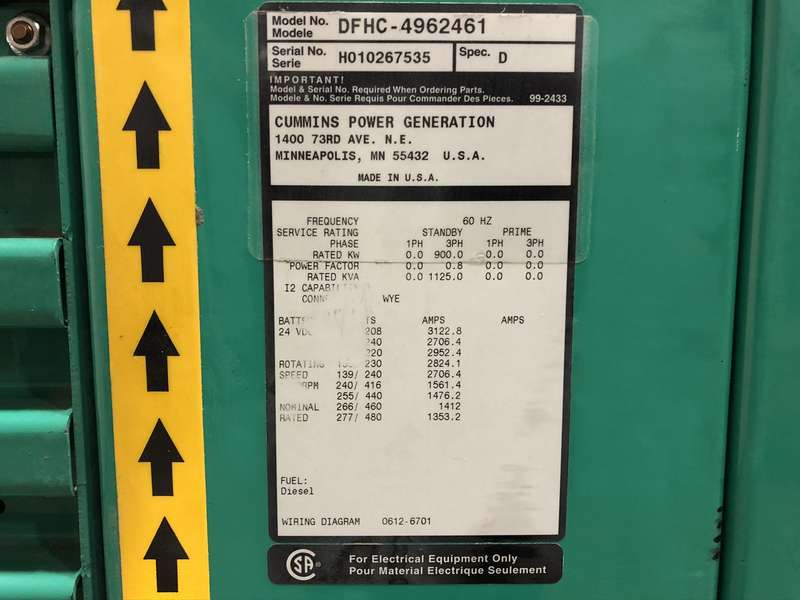 Model No. DFHC-4962461
Modele
Serial No. H010267535 Spec. D
Serie
IMPORTANT!
Model & Serial No. Required When Ordering Parts.
Modele & No. Serie Requis Pour Commander Des Pieces. 99-2433
CUMMINS POWER GENERATION
1400 73RD AVE. N.E.
MINNEAPOLIS, MN 55432 U.S.A.
MADE IN U.S.A.
FREQUENCY 60 HZ
SERVICE RATING STANDBY PRIME
PHASE 1PH 3PH 1PH 3PH
RATED KW 0.0 900.0 0.0 0.0
POWER FACTOR 0.0 0.8 0.0 0.0
RATED KVA 0.0 1125.0 0.0 0.0
I2
WYE
AMPS AMPS
24 208 3122.8
2706.4
2952.4
ROTATING 230 2824.1
SPEED 139/ 240 2706.4
240/ 416 1561.4
255/ 440 1476.2
NOMINAL 266/ 460 1412
RATED 277/ 480 1353.2
FUEL:
Diesel
WIRING DIAGRAM 0612-6701
CSA
For Electrical Equipment Only
Pour Material Electrique Seulement